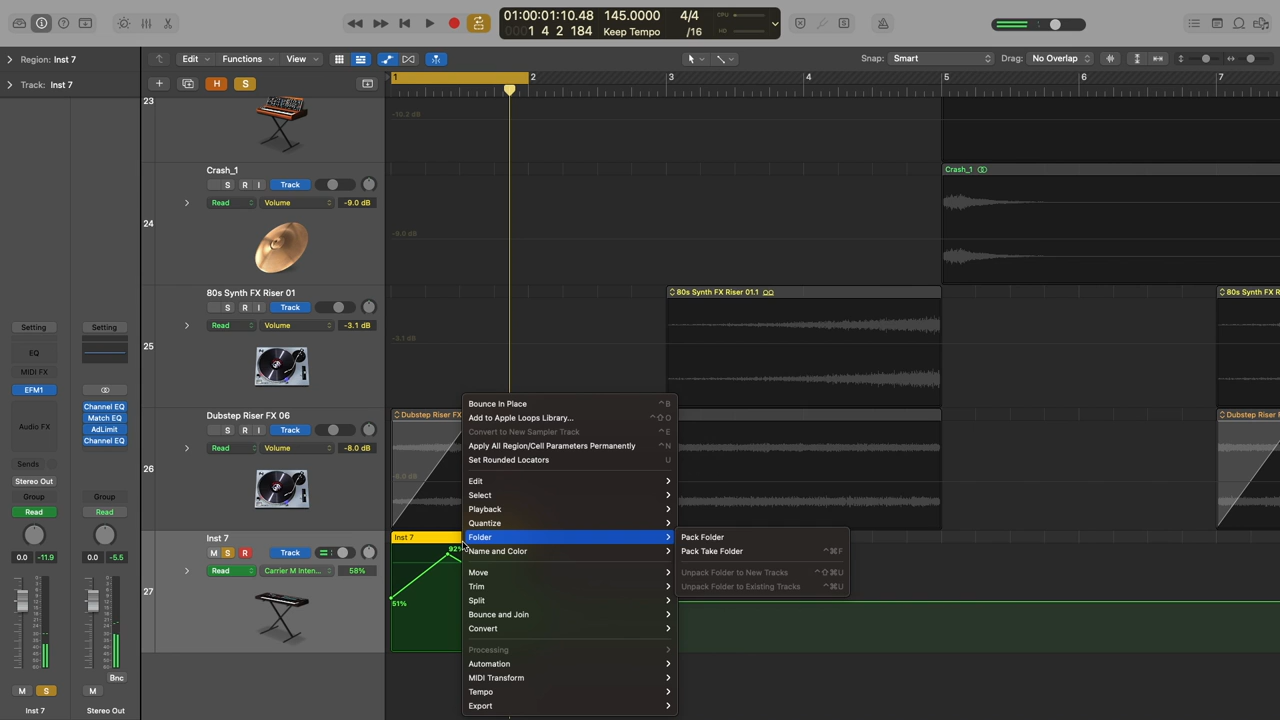 01:00:01:10.48
0001 4 2 184
145.0000
Keep Tempo
4/4
/16
CPU
HD
Region: Inst 7
Edit
Functions
View
Snap:
Smart
Drag:
No Overlap
Track: Inst 7
H
S
1
2
3
4
5
6
7
23
-10.2 dB
Crash_1
S R I
Track
Read
Volume
-9.0 dB
24
-9.0 dB
Crash_1
80s Synth FX Riser 01
S R I
Track
Read
Volume
-3.1 dB
25
-3.1 dB
80s Synth FX Riser 01.1
80s Synth FX R
Dubstep Riser FX 06
S R I
Track
Read
Volume
-8.0 dB
26
-8.0 dB
Dubstep Riser FX
Dubstep Riser
Inst 7
M S R
Track
Read
Carrier M Inten...
58%
27
Inst 7
92%
51%
Bounce In Place ⌃B
Add to Apple Loops Library... ⌃⇧O
Convert to New Sampler Track ⌃E
Apply All Region/Cell Parameters Permanently ⌃N
Set Rounded Locators U
Edit
Select
Playback
Quantize
Folder
Name and Color
Move
Trim
Split
Bounce and Join
Convert
Processing
Automation
MIDI Transform
Tempo
Export
Pack Folder
Pack Take Folder ⌃⌘F
Unpack Folder to New Tracks ⌃⇧⌘U
Unpack Folder to Existing Tracks ⌃⌘U
Setting
EQ
MIDI FX
EFM1
Audio FX
Sends
Stereo Out
Group
Read
0.0 -11.9
M S
Inst 7
Setting
Channel EQ
Match EQ
AdLimit
Channel EQ
Group
Read
0.0 -5.5
Bnc
M
Stereo Out